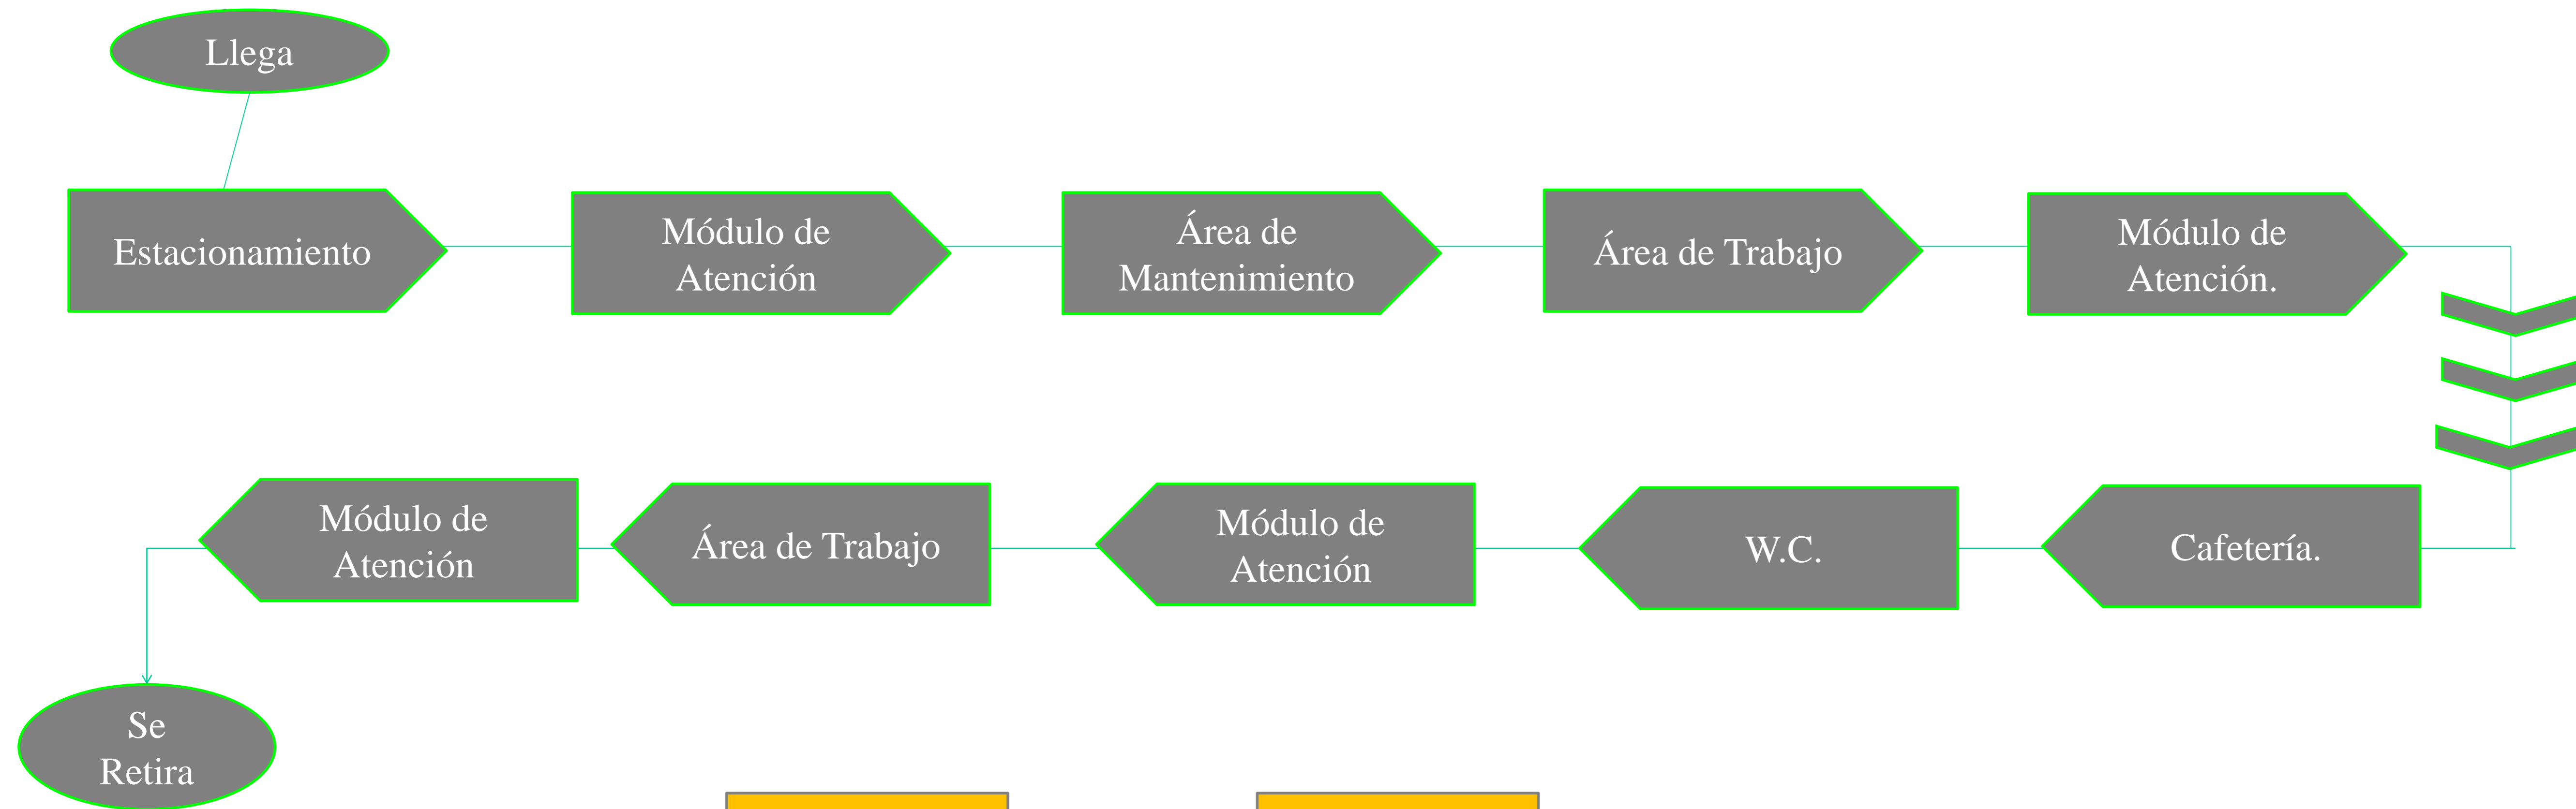 Llega
Estacionamiento
Módulo de
Atención
Área de
Mantenimiento
Área de Trabajo
Módulo de
Atención.
Cafetería.
W.C.
Módulo de
Atención
Área de Trabajo
Módulo de
Atención
Se
Retira